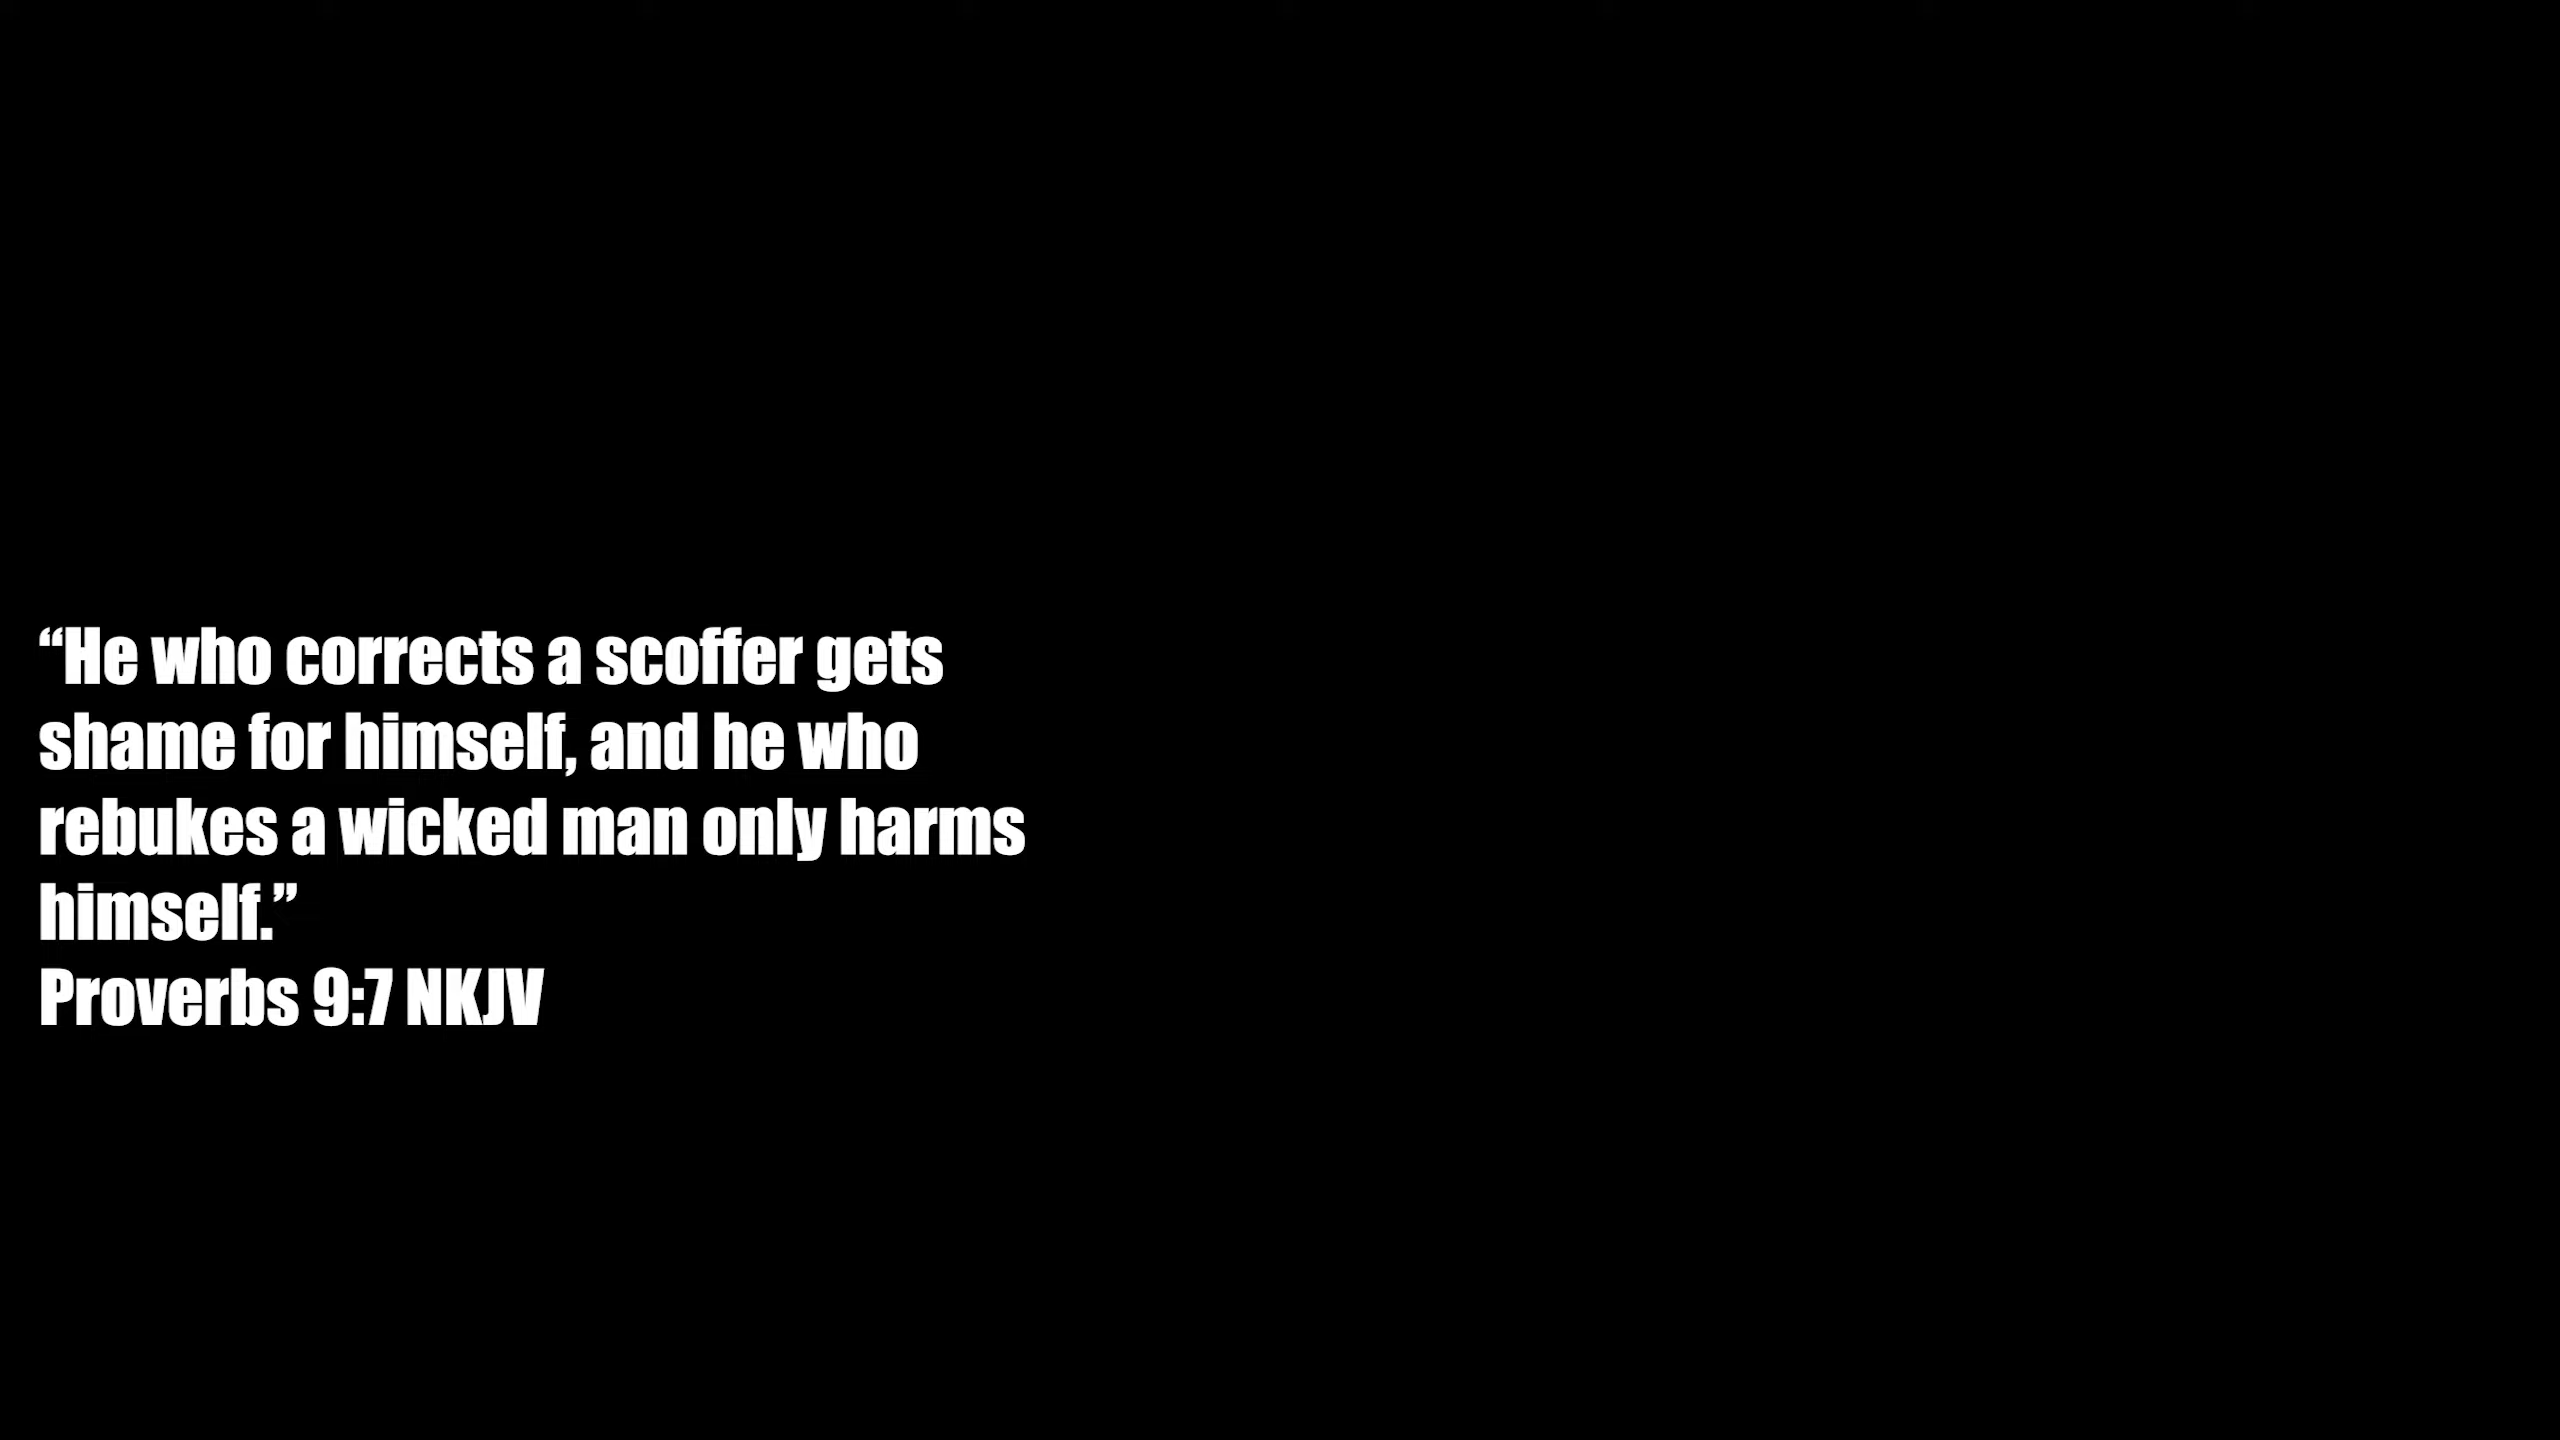 “He who corrects a scoffer gets
shame for himself, and he who
rebukes a wicked man only harms
himself.”
Proverbs 9:7 NKJV